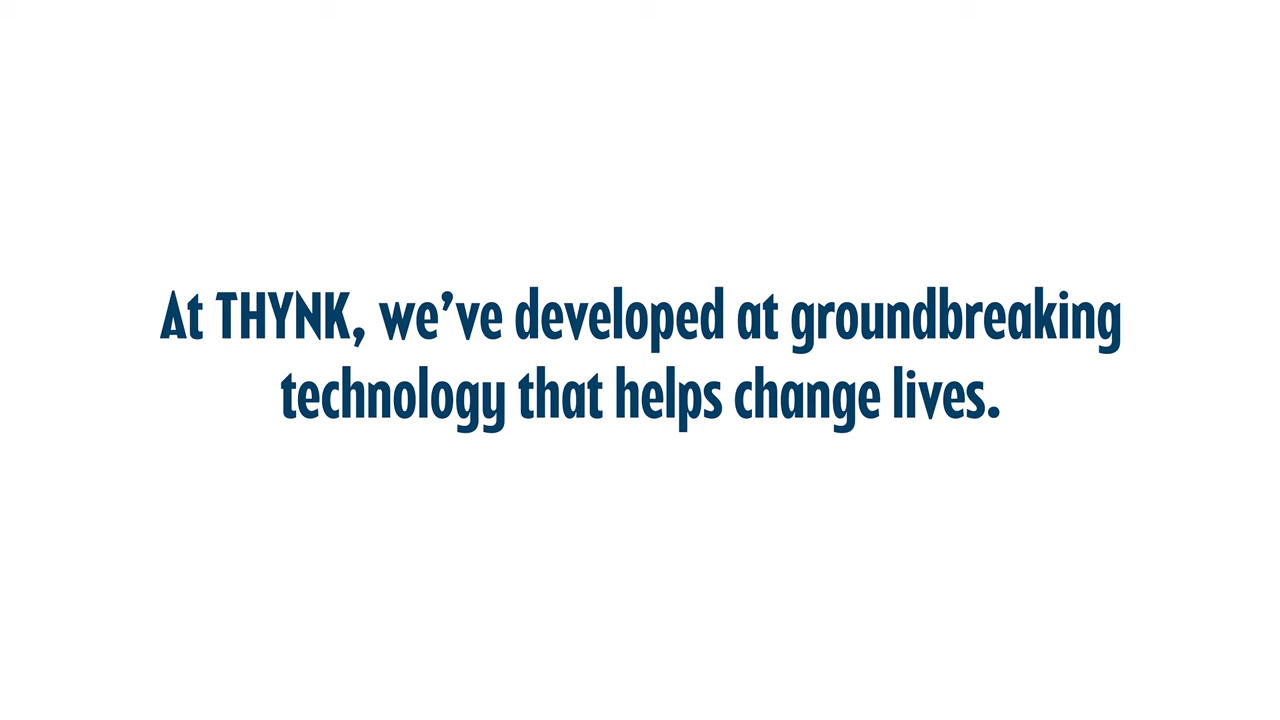 At THYNK, we’ve developed at groundbreaking
technology that helps change lives.